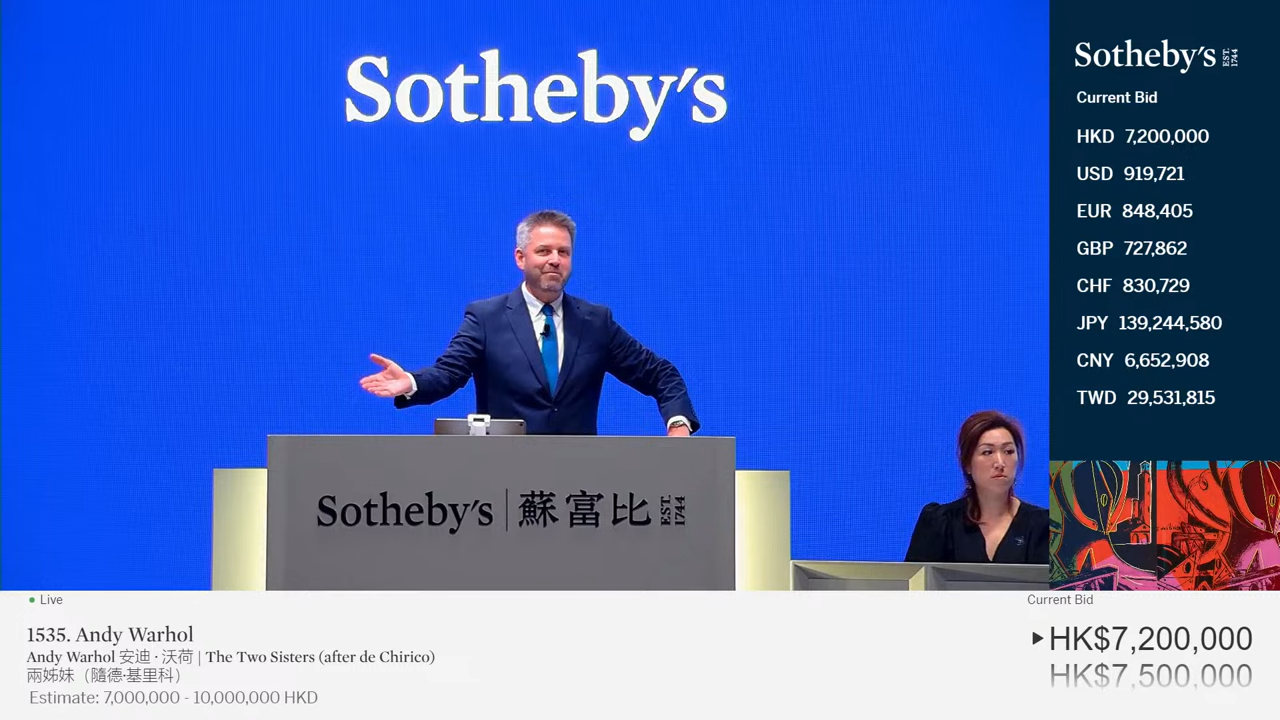 Sotheby's
Sotheby's | 蘇富比 EST. 1744
Sotheby's EST. 1744
Current Bid
HKD 7,200,000
USD 919,721
EUR 848,405
GBP 727,862
CHF 830,729
JPY 139,244,580
CNY 6,652,908
TWD 29,531,815
Live
1535. Andy Warhol
Andy Warhol 安迪 · 沃荷 | The Two Sisters (after de Chirico)
兩姊妹（隨德·基里科）
Estimate: 7,000,000 - 10,000,000 HKD
Current Bid
HK$7,200,000
HK$7,500,000